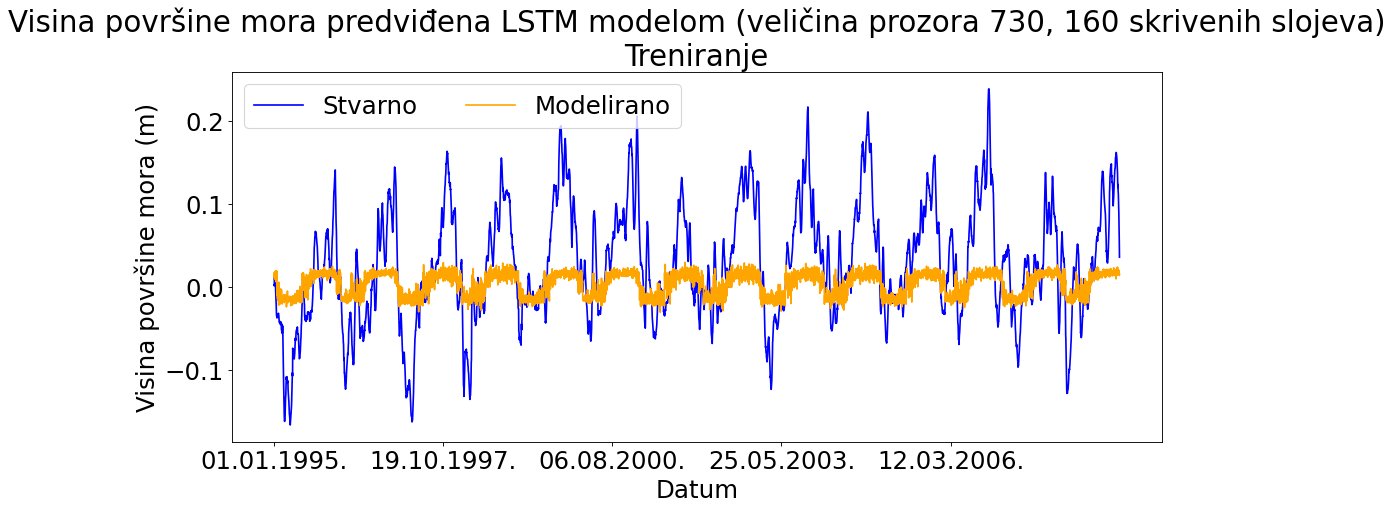 Visina površine mora predviđena LSTM modelom (veličina prozora 730, 160 skrivenih slojeva)
Treniranje
Stvarno
Modelirano
Visina površine mora (m)
0.2
0.1
0.0
−0.1
01.01.1995.
19.10.1997.
06.08.2000.
25.05.2003.
12.03.2006.
Datum